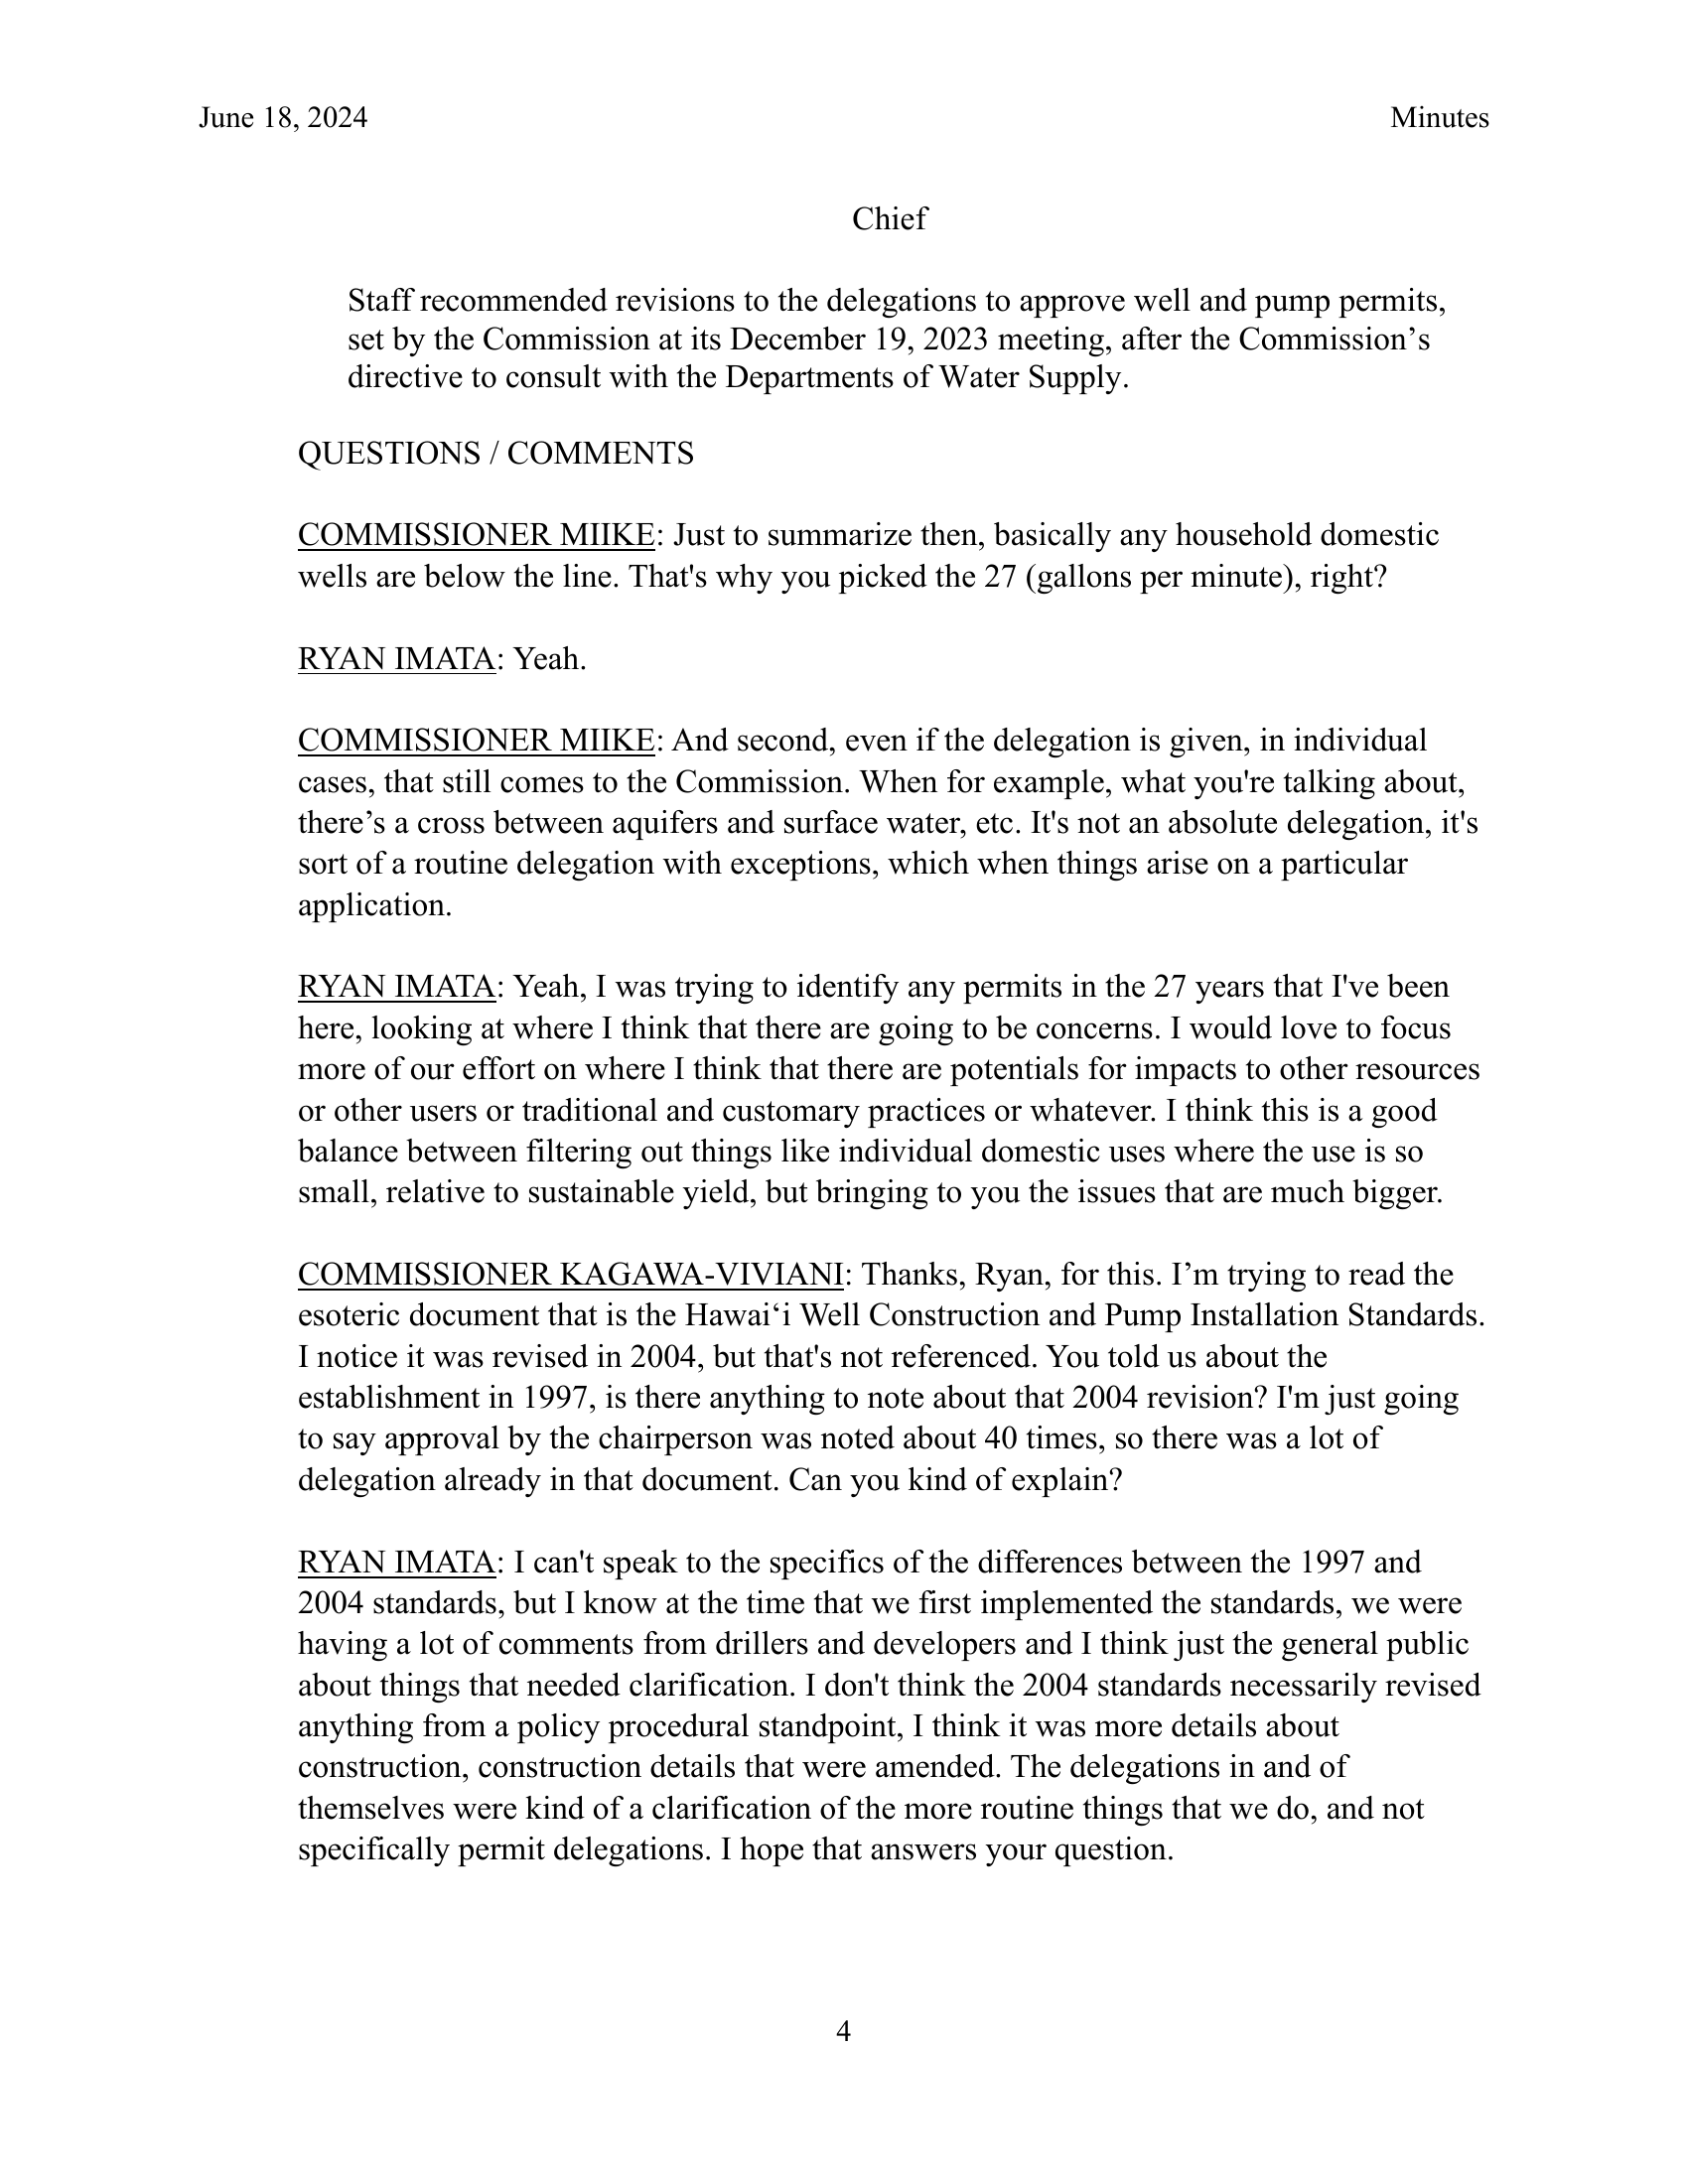 June 18, 2024 Minutes
Chief
Staff recommended revisions to the delegations to approve well and pump permits,
set by the Commission at its December 19, 2023 meeting, after the Commission’s
directive to consult with the Departments of Water Supply.
QUESTIONS / COMMENTS
COMMISSIONER MIIKE: Just to summarize then, basically any household domestic
wells are below the line. That's why you picked the 27 (gallons per minute), right?
RYAN IMATA: Yeah.
COMMISSIONER MIIKE: And second, even if the delegation is given, in individual
cases, that still comes to the Commission. When for example, what you're talking about,
there’s a cross between aquifers and surface water, etc. It's not an absolute delegation, it's
sort of a routine delegation with exceptions, which when things arise on a particular
application.
RYAN IMATA: Yeah, I was trying to identify any permits in the 27 years that I've been
here, looking at where I think that there are going to be concerns. I would love to focus
more of our effort on where I think that there are potentials for impacts to other resources
or other users or traditional and customary practices or whatever. I think this is a good
balance between filtering out things like individual domestic uses where the use is so
small, relative to sustainable yield, but bringing to you the issues that are much bigger.
COMMISSIONER KAGAWA-VIVIANI: Thanks, Ryan, for this. I’m trying to read the
esoteric document that is the Hawai‘i Well Construction and Pump Installation Standards.
I notice it was revised in 2004, but that's not referenced. You told us about the
establishment in 1997, is there anything to note about that 2004 revision? I'm just going
to say approval by the chairperson was noted about 40 times, so there was a lot of
delegation already in that document. Can you kind of explain?
RYAN IMATA: I can't speak to the specifics of the differences between the 1997 and
2004 standards, but I know at the time that we first implemented the standards, we were
having a lot of comments from drillers and developers and I think just the general public
about things that needed clarification. I don't think the 2004 standards necessarily revised
anything from a policy procedural standpoint, I think it was more details about
construction, construction details that were amended. The delegations in and of
themselves were kind of a clarification of the more routine things that we do, and not
specifically permit delegations. I hope that answers your question.
4